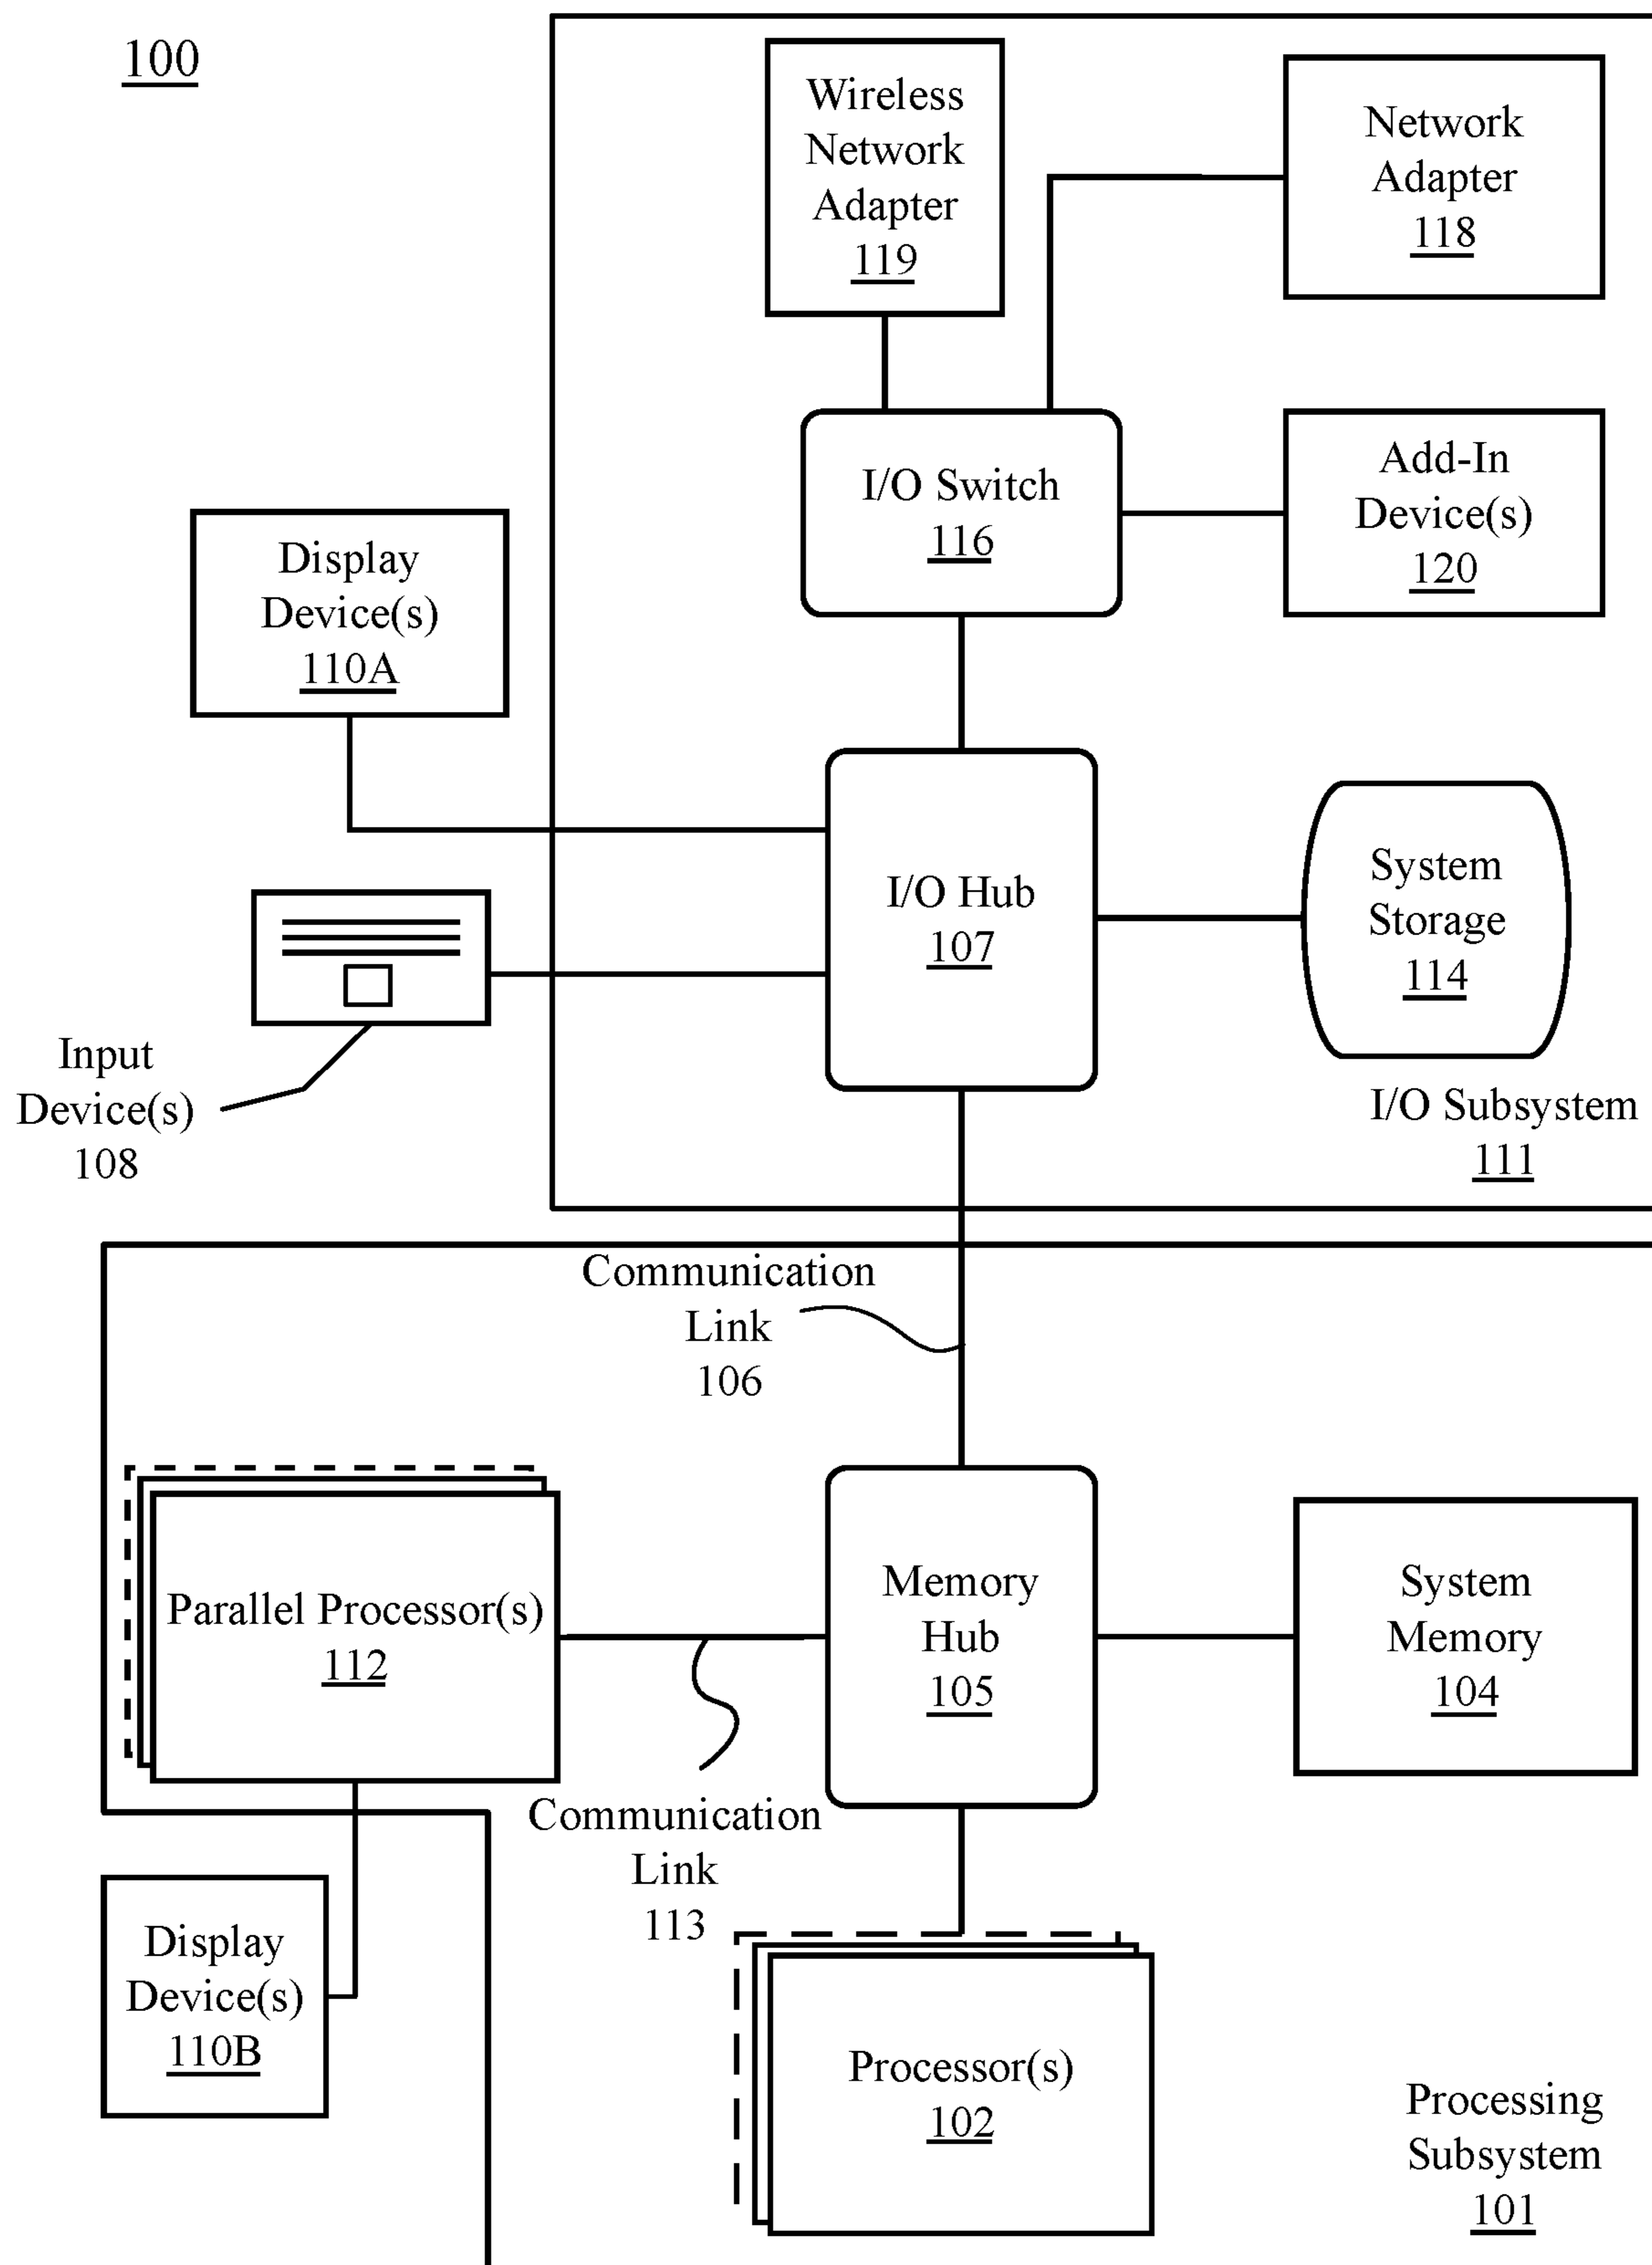 100
Wireless
Network
Adapter
119
Network
Adapter
118
I/O Switch
116
Add-In
Device(s)
120
Display
Device(s)
110A
I/O Hub
107
System
Storage
114
Input
Device(s)
108
I/O Subsystem
111
Communication
Link
106
Parallel Processor(s)
112
Memory
Hub
105
System
Memory
104
Communication
Link
113
Display
Device(s)
110B
Processor(s)
102
Processing
Subsystem
101